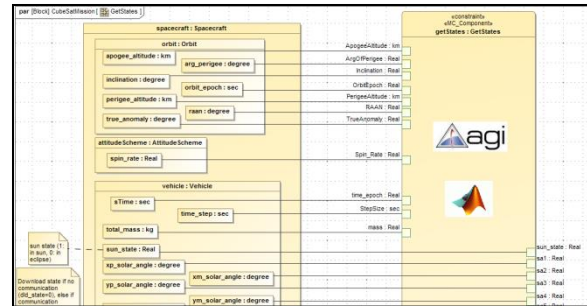 par [Block] CubeSatMission [ GetStates ]
spacecraft : Spacecraft
orbit : Orbit
apogee_altitude : km
arg_perigee : degree
inclination : degree
orbit_epoch : sec
perigee_altitude : km
raan : degree
true_anomaly : degree
attitudeScheme : AttitudeScheme
spin_rate : Real
vehicle : Vehicle
sTime : sec
time_step : sec
total_mass : kg
sun_state : Real
xp_solar_angle : degree
xm_solar_angle : degree
yp_solar_angle : degree
ym_solar_angle : degree
sun state (1:
in sun, 0: in
eclipse)
Download state if no
communication
(dld_state=0), else if
communication
ApogeeAltitude : km
ArgOfPerigee : Real
Inclination : Real
OrbitEpoch : Real
PerigeeAltitude : km
RAAN : Real
TrueAnomaly : Real
Spin_Rate : Real
time_epoch : Real
StepSize : Real
mass : Real
«constraint»
«MC_Component»
getStates : GetStates
agi
sun_state : Real
sa1 : Real
sa2 : Real
sa3 : Real
sa4 : Real